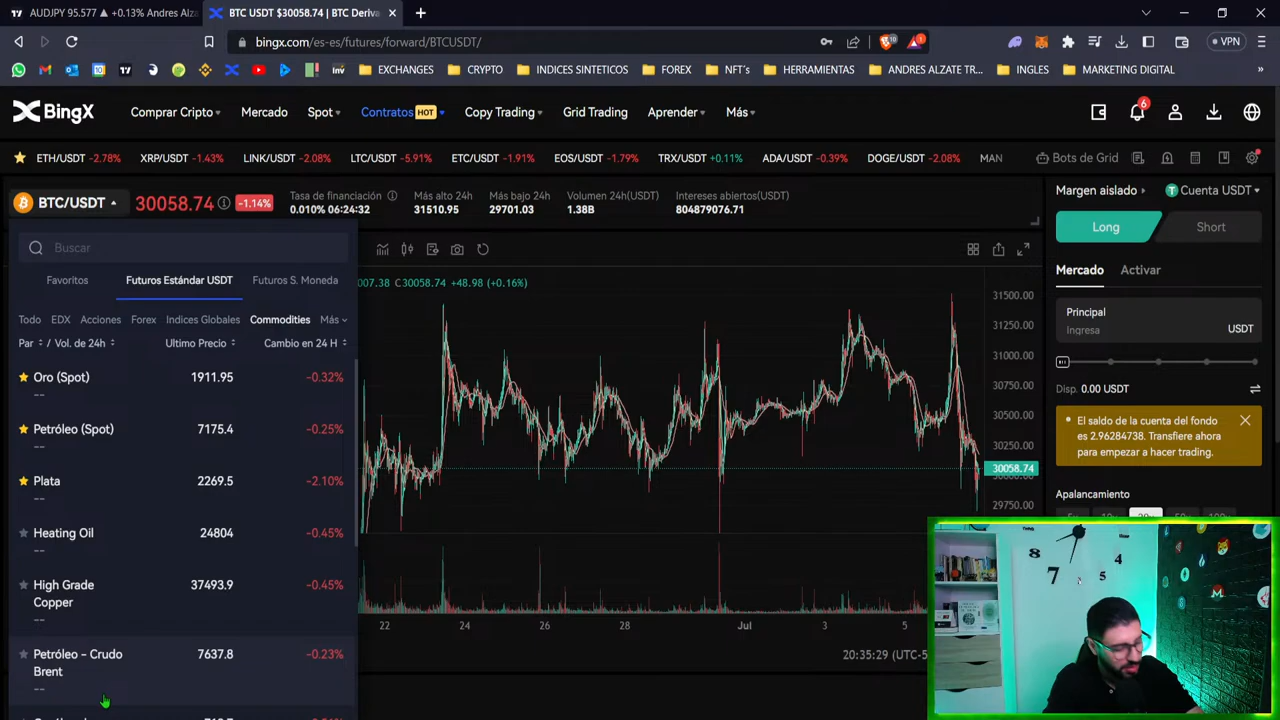 AUDJPY 95.577 ▲ +0.13% Andres Alza
BTC USDT $30058.74 | BTC Deriva
bingx.com/es-es/futures/forward/BTCUSDT/
VPN
EXCHANGES
CRYPTO
INDICES SINTETICOS
FOREX
NFT's
HERRAMIENTAS
ANDRES ALZATE TR...
INGLES
MARKETING DIGITAL
BingX
Comprar Cripto
Mercado
Spot
Contratos HOT
Copy Trading
Grid Trading
Aprender
Más
6
ETH/USDT -2.78%
XRP/USDT -1.43%
LINK/USDT -2.08%
LTC/USDT -5.91%
ETC/USDT -1.91%
EOS/USDT -1.79%
TRX/USDT +0.11%
ADA/USDT -0.39%
DOGE/USDT -2.08%
MAN
Bots de Grid
BTC/USDT
30058.74
-1.14%
Tasa de financiación
0.010% 06:24:32
Más alto 24h
31510.95
Más bajo 24h
29701.03
Volumen 24h(USDT)
1.38B
Intereses abiertos(USDT)
804879076.71
Margen aislado
Cuenta USDT
Long
Short
Buscar
Favoritos
Futuros Estándar USDT
Futuros S. Moneda
Todo
EDX
Acciones
Forex
Indices Globales
Commodities
Más
Par / Vol. de 24h
Ultimo Precio
Cambio en 24 H
Oro (Spot) 1911.95 -0.32%
--
Petróleo (Spot) 7175.4 -0.25%
--
Plata 2269.5 -2.10%
--
Heating Oil 24804 -0.45%
--
High Grade
Copper 37493.9 -0.45%
--
Petróleo - Crudo
Brent 7637.8 -0.23%
--
007.38 C30058.74 +48.98 (+0.16%)
31500.00
31250.00
31000.00
30750.00
30500.00
30250.00
30058.74
29750.00
22
24
26
28
Jul
3
5
20:35:29 (UTC-5
Mercado
Activar
Principal
Ingresa
USDT
Disp. 0.00 USDT
El saldo de la cuenta del fondo
es 2.96284738. Transfiere ahora
para empezar a hacer trading.
Apalancamiento
8
4
7
5